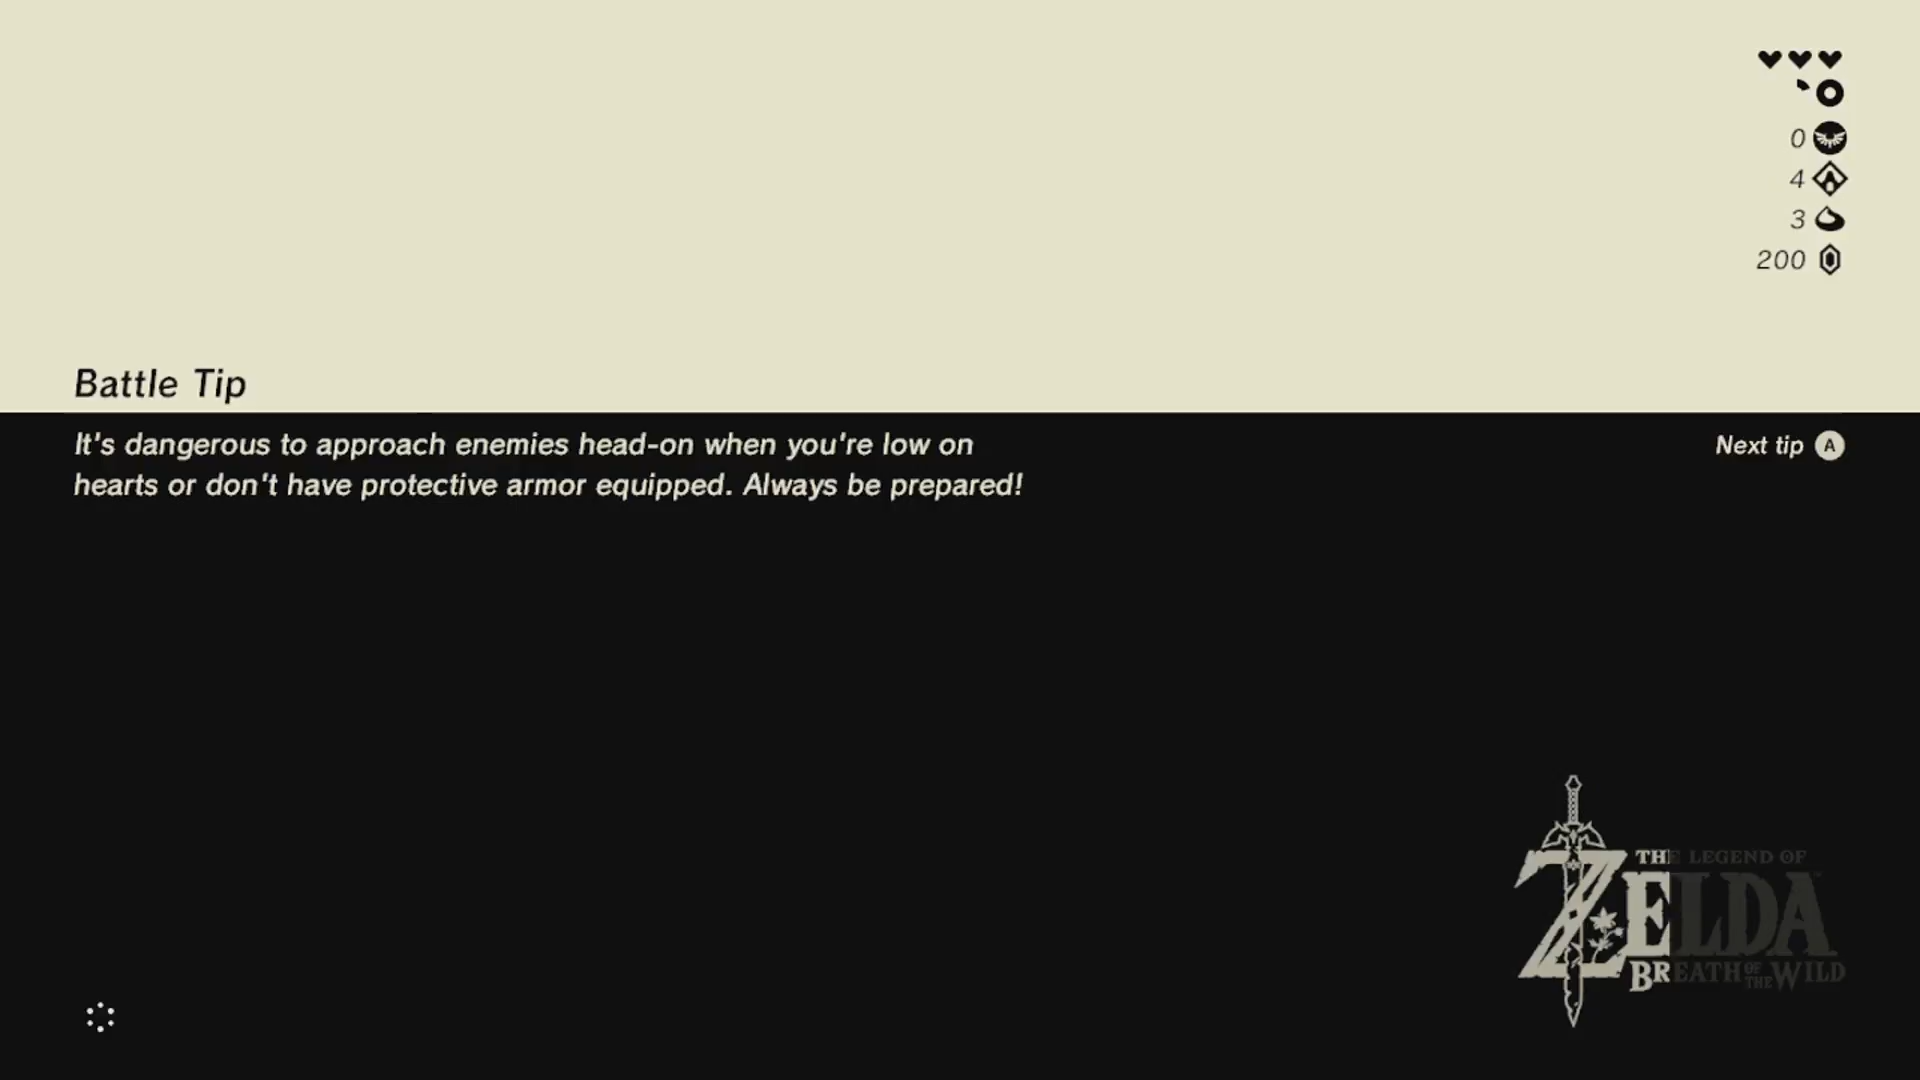 0
4
3
200
Battle Tip
It's dangerous to approach enemies head-on when you're low on
hearts or don't have protective armor equipped. Always be prepared!
Next tip A
THE LEGEND OF
ZELDA
BREATH OF THE WILD